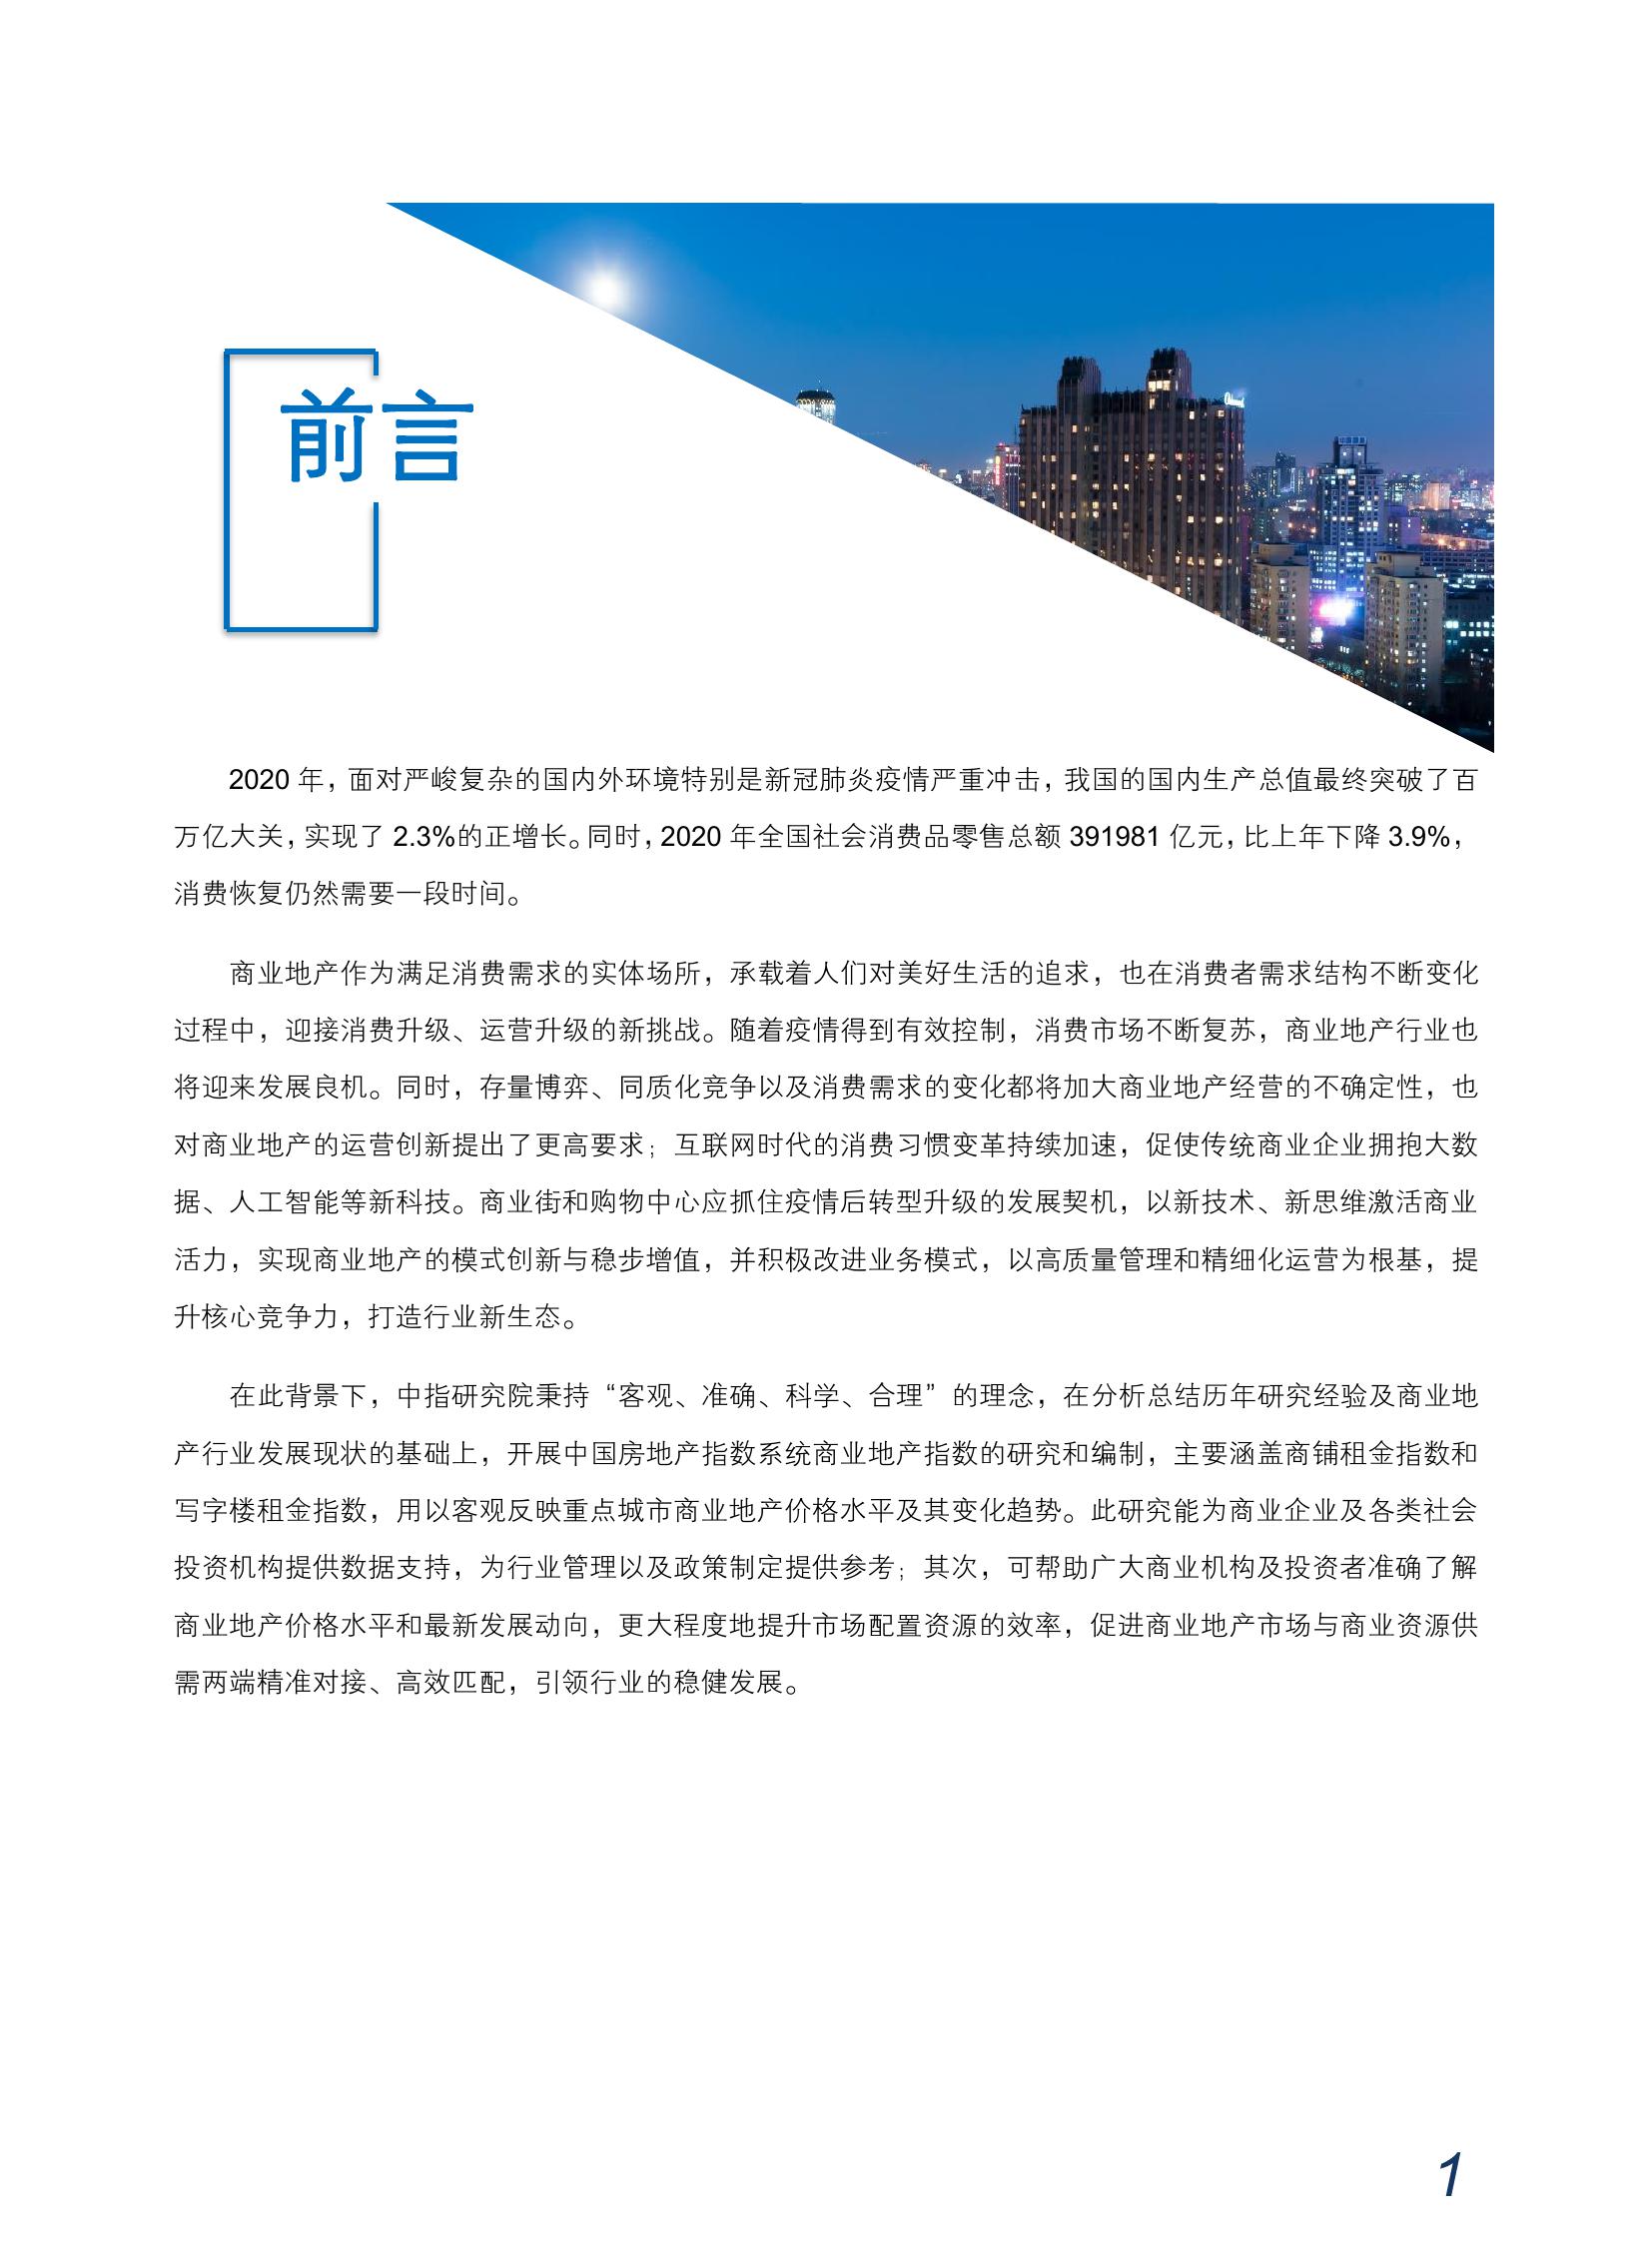 前言
2020 年，面对严峻复杂的国内外环境特别是新冠肺炎疫情严重冲击，我国的国内生产总值最终突破了百
万亿大关，实现了 2.3%的正增长。同时，2020 年全国社会消费品零售总额 391981 亿元，比上年下降 3.9%，
消费恢复仍然需要一段时间。
商业地产作为满足消费需求的实体场所，承载着人们对美好生活的追求，也在消费者需求结构不断变化
过程中，迎接消费升级、运营升级的新挑战。随着疫情得到有效控制，消费市场不断复苏，商业地产行业也
将迎来发展良机。同时，存量博弈、同质化竞争以及消费需求的变化都将加大商业地产经营的不确定性，也
对商业地产的运营创新提出了更高要求；互联网时代的消费习惯变革持续加速，促使传统商业企业拥抱大数
据、人工智能等新科技。商业街和购物中心应抓住疫情后转型升级的发展契机，以新技术、新思维激活商业
活力，实现商业地产的模式创新与稳步增值，并积极改进业务模式，以高质量管理和精细化运营为根基，提
升核心竞争力，打造行业新生态。
在此背景下，中指研究院秉持“客观、准确、科学、合理”的理念，在分析总结历年研究经验及商业地
产行业发展现状的基础上，开展中国房地产指数系统商业地产指数的研究和编制，主要涵盖商铺租金指数和
写字楼租金指数，用以客观反映重点城市商业地产价格水平及其变化趋势。此研究能为商业企业及各类社会
投资机构提供数据支持，为行业管理以及政策制定提供参考；其次，可帮助广大商业机构及投资者准确了解
商业地产价格水平和最新发展动向，更大程度地提升市场配置资源的效率，促进商业地产市场与商业资源供
需两端精准对接、高效匹配，引领行业的稳健发展。
1